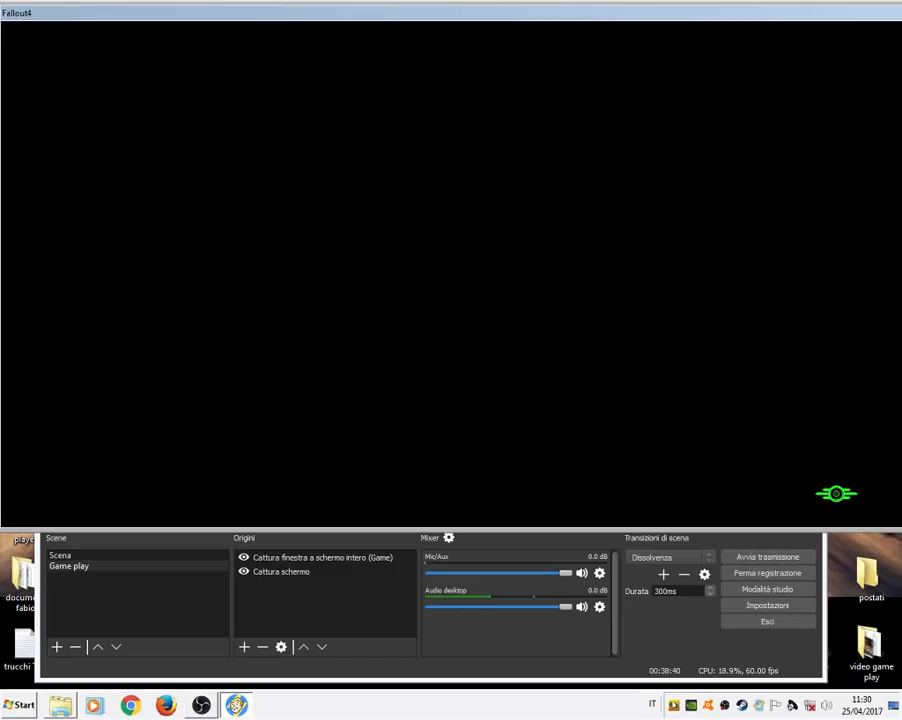 Fallout4
Scene
Origini
Mixer
Transizioni di scena
Scena
Game play
Cattura finestra a schermo intero (Game)
Cattura schermo
Mic/Aux
0.0 dB
Audio desktop
0.0 dB
Dissolvenza
Durata
300ms
Avvia trasmissione
Ferma registrazione
Modalità studio
Impostazioni
Esci
00:38:40
CPU: 18.9%, 60.00 fps
docume
fabio
trucchi
postati
video game
play
Start
IT
11:30
25/04/2017